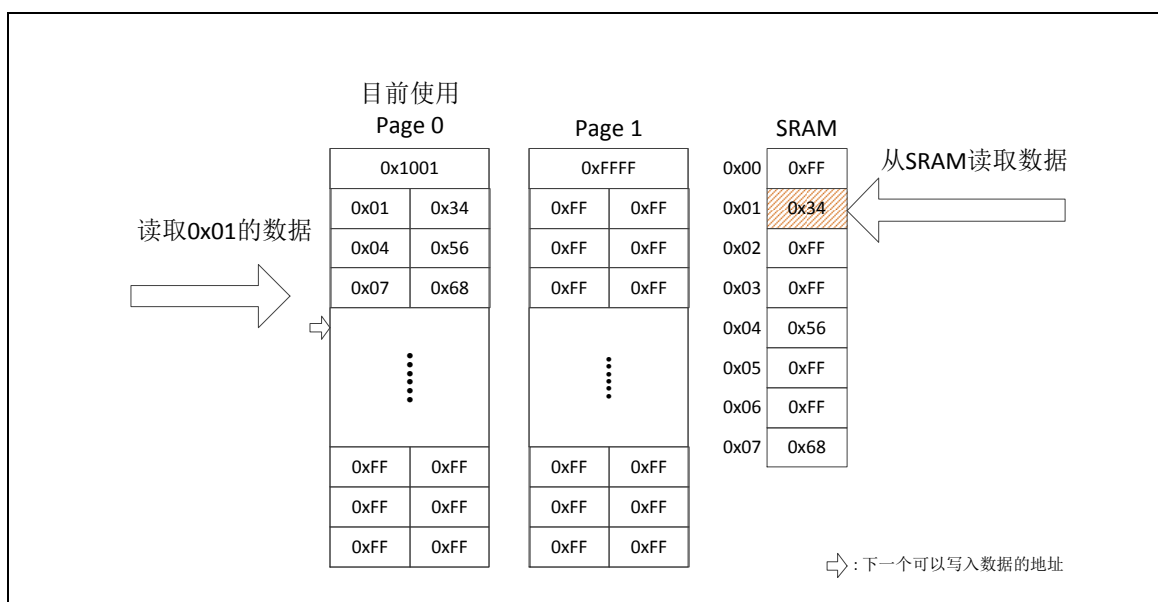 目前使用
Page 0
Page 1
SRAM
从SRAM读取数据
读取0x01的数据
0x1001
0xFFFF
0x00 0xFF
0x01 0x34 0xFF 0xFF 0x01 0x34
0x04 0x56 0xFF 0xFF 0x02 0xFF
0x07 0x68 0xFF 0xFF 0x03 0xFF
0x04 0x56
0x05 0xFF
0x06 0xFF
0x07 0x68
0xFF 0xFF 0xFF 0xFF
0xFF 0xFF 0xFF 0xFF
0xFF 0xFF 0xFF 0xFF
:下一个可以写入数据的地址